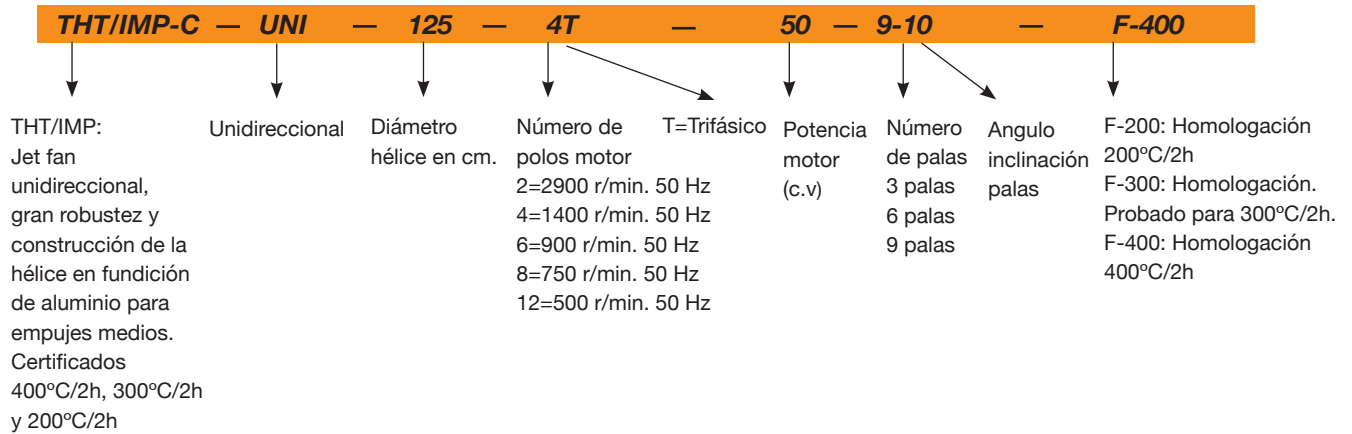 THT/IMP-C — UNI — 125 — 4T — 50 — 9-10 — F-400
THT/IMP:
Jet fan
unidireccional,
gran robustez y
construcción de la
hélice en fundición
de aluminio para
empujes medios.
Certificados
400ºC/2h, 300ºC/2h
y 200ºC/2h
Unidireccional
Diámetro
hélice en cm.
Número de
polos motor
2=2900 r/min. 50 Hz
4=1400 r/min. 50 Hz
6=900 r/min. 50 Hz
8=750 r/min. 50 Hz
12=500 r/min. 50 Hz
T=Trifásico
Potencia
motor
(c.v)
Número
de palas
3 palas
6 palas
9 palas
Angulo
inclinación
palas
F-200: Homologación
200ºC/2h
F-300: Homologación.
Probado para 300ºC/2h.
F-400: Homologación
400ºC/2h